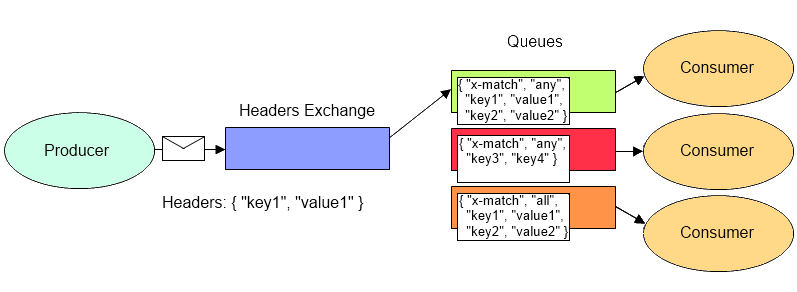 Queues
Consumer
{ "x-match", "any",
"key1", "value1",
"key2", "value2" }
Headers Exchange
Producer
{ "x-match", "any",
"key3", "key4" }
Consumer
Headers: { "key1", "value1" }
{ "x-match", "all",
"key1", "value1",
"key2", "value2" }
Consumer